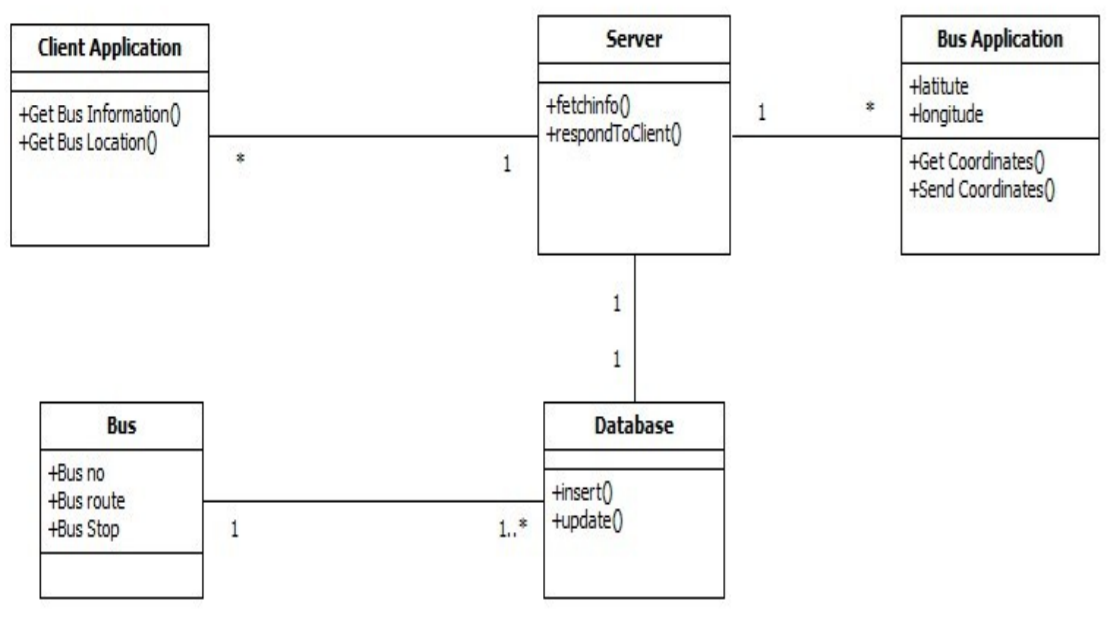 Client Application
+Get Bus Information()
+Get Bus Location()
*
1
Server
+fetchinfo()
+respondToClient()
1
*
Bus Application
+latitute
+longitude
+Get Coordinates()
+Send Coordinates()
1
1
Bus
+Bus no
+Bus route
+Bus Stop
1
1..*
Database
+insert()
+update()